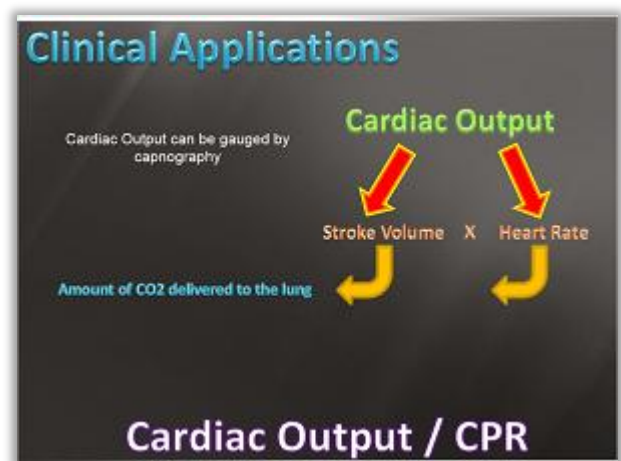 Clinical Applications
Cardiac Output can be gauged by
capnography
Cardiac Output
Stroke Volume X Heart Rate
Amount of CO2 delivered to the lung
Cardiac Output / CPR